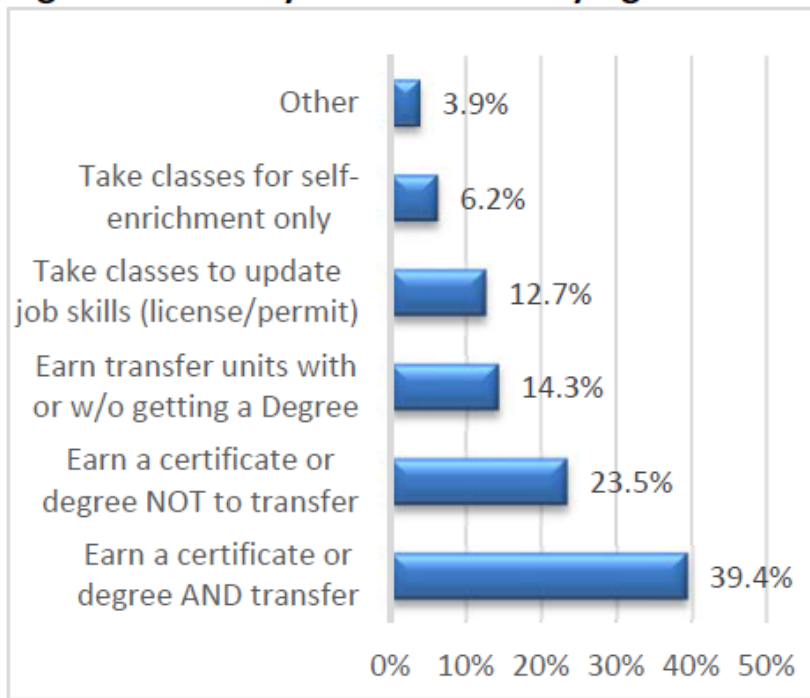 Other
3.9%
Take classes for self-
enrichment only
6.2%
Take classes to update
job skills (license/permit)
12.7%
Earn transfer units with
or w/o getting a Degree
14.3%
Earn a certificate or
degree NOT to transfer
23.5%
Earn a certificate or
degree AND transfer
39.4%
0% 10% 20% 30% 40% 50%